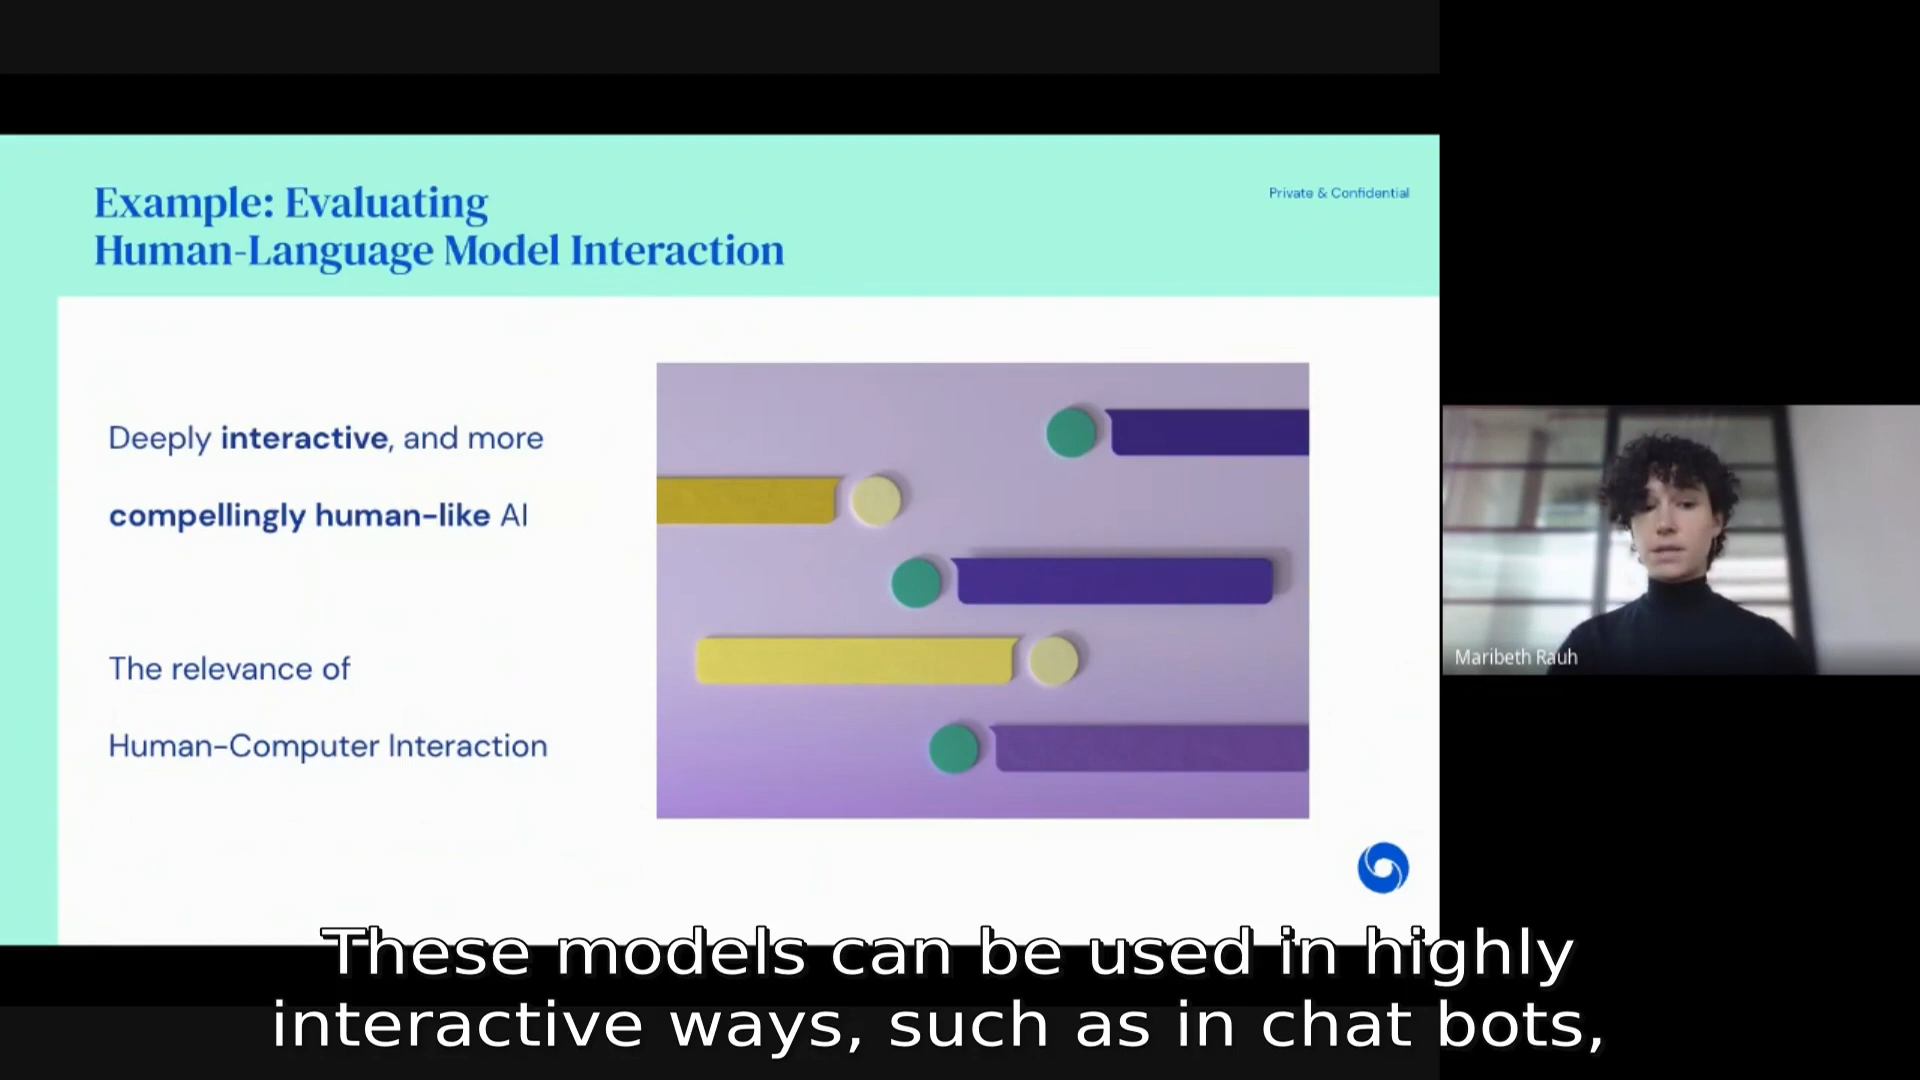 Example: Evaluating
Human-Language Model Interaction
Private & Confidential
Deeply interactive, and more
compellingly human-like AI
The relevance of
Human-Computer Interaction
Maribeth Rauh
These models can be used in highly
interactive ways, such as in chat bots,